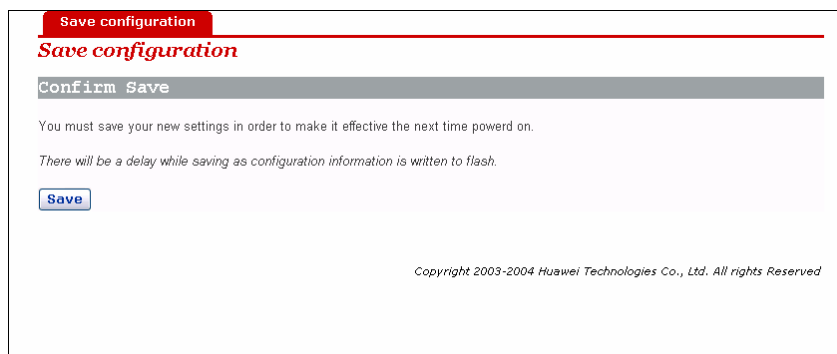 Save configuration
Save configuration
Confirm Save
You must save your new settings in order to make it effective the next time powerd on.
There will be a delay while saving as configuration information is written to flash.
Save
Copyright 2003-2004 Huawei Technologies Co., Ltd. All rights Reserved